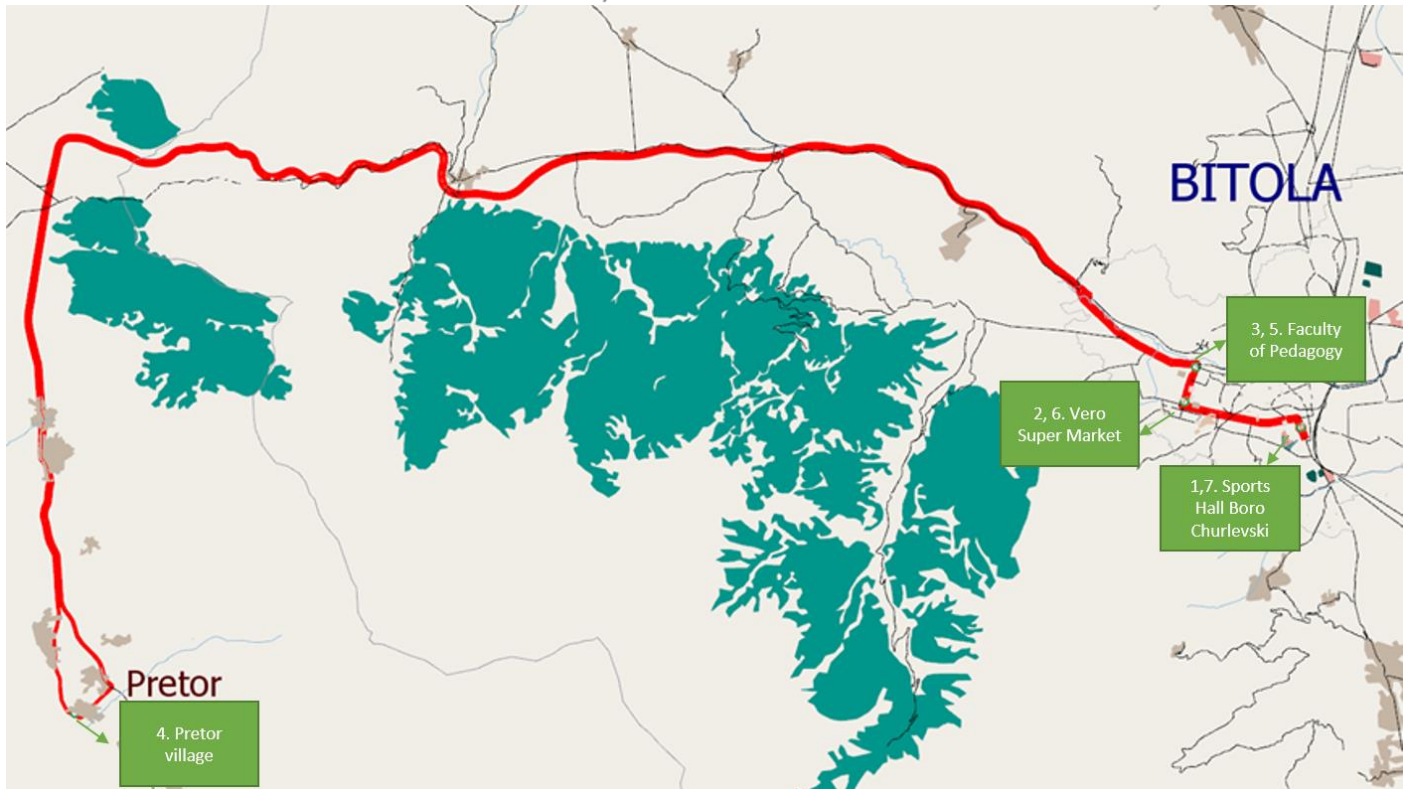 BITOLA
3, 5. Faculty
of Pedagogy
2, 6. Vero
Super Market
1,7. Sports
Hall Boro
Churlevski
Pretor
4. Pretor
village